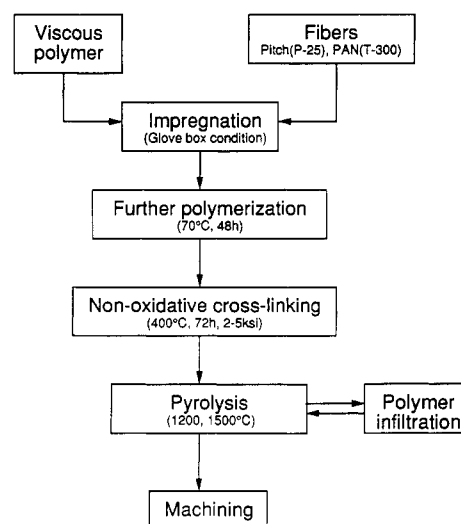 Viscous
polymer
Fibers
Pitch(P-25), PAN(T-300)
Impregnation
(Glove box condition)
Further polymerization
(70°C, 48h)
Non-oxidative cross-linking
(400°C, 72h, 2-5ksi)
Pyrolysis
(1200, 1500°C)
Polymer
infiltration
Machining